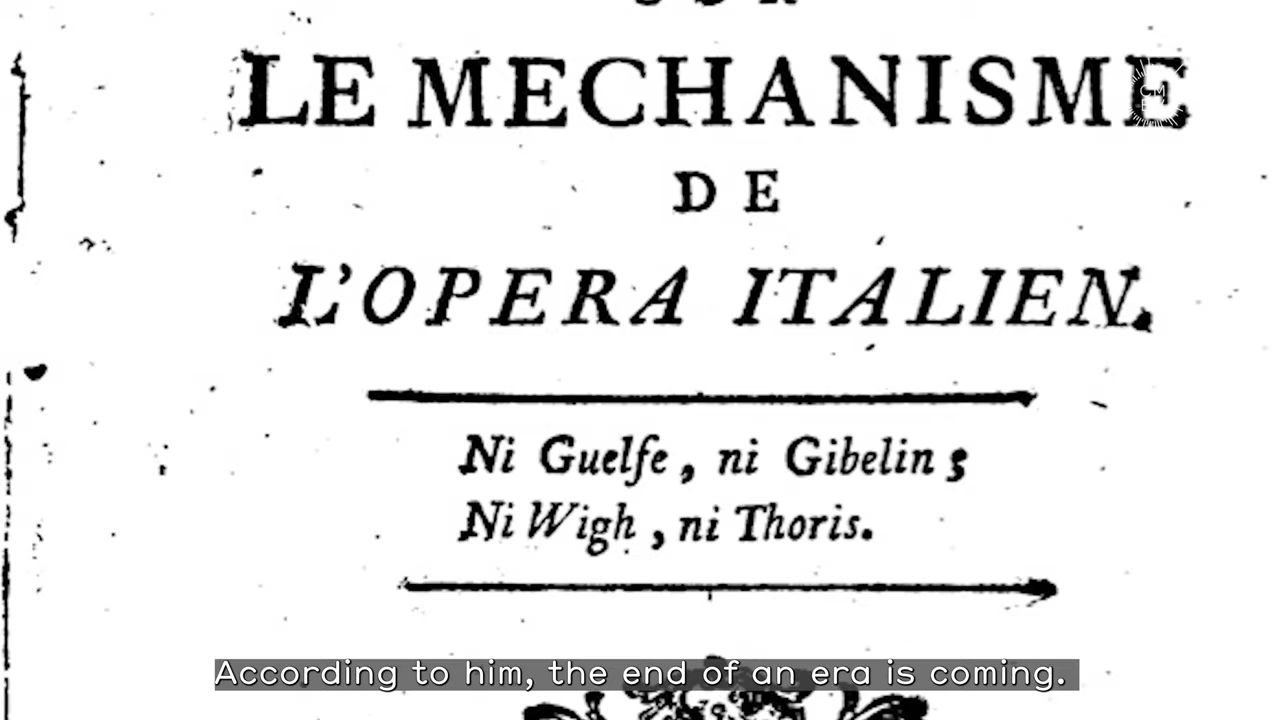 SUR
LE MECHANISME
DE
L'OPERA ITALIEN.
Ni Guelfe, ni Gibelin;
Ni Wigh, ni Thoris.
According to him, the end of an era is coming.